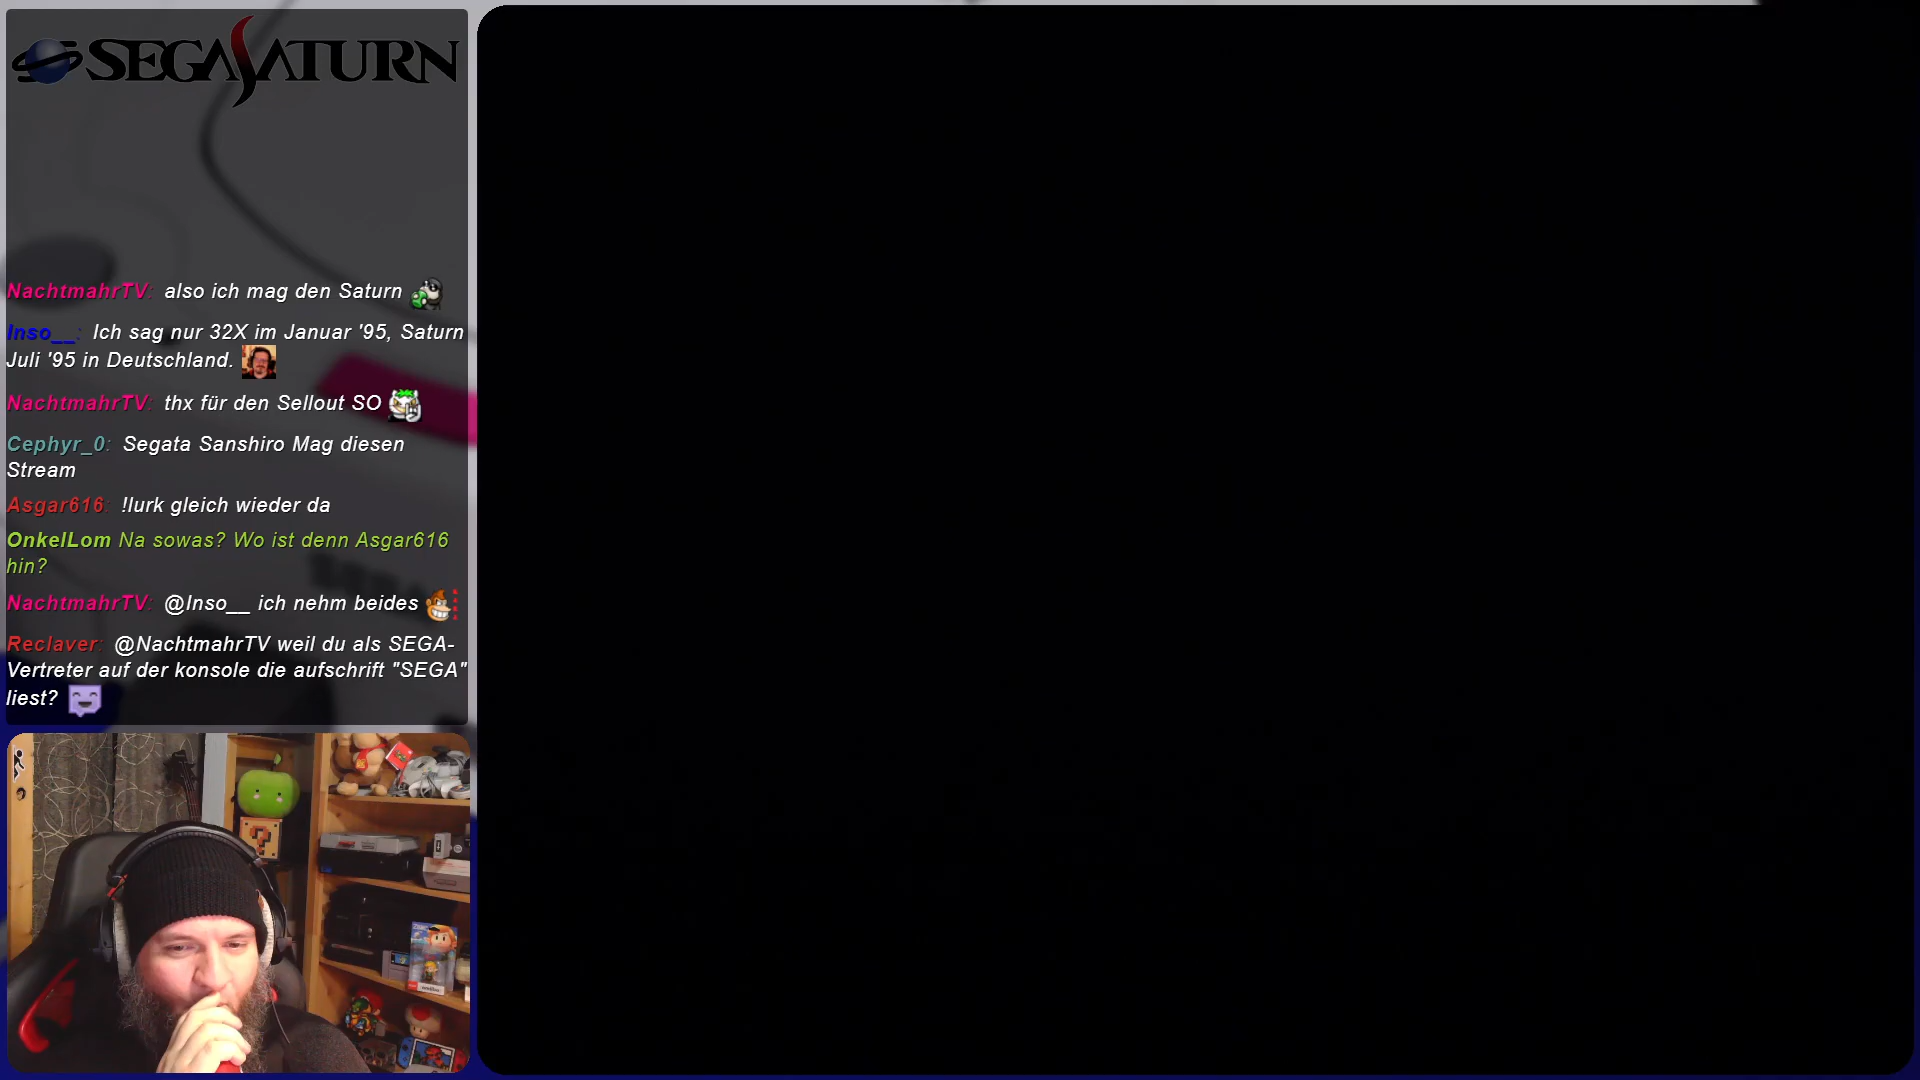 SEGA SATURN
NachtmahrTV: also ich mag den Saturn
Inso__: Ich sag nur 32X im Januar '95, Saturn
Juli '95 in Deutschland.
NachtmahrTV: thx für den Sellout SO
Cephyr_0: Segata Sanshiro Mag diesen
Stream
Asgar616: !lurk gleich wieder da
OnkelLom Na sowas? Wo ist denn Asgar616
hin?
NachtmahrTV: @Inso__ ich nehm beides
Reclaver: @NachtmahrTV weil du als SEGA-
Vertreter auf der konsole die aufschrift "SEGA"
liest?